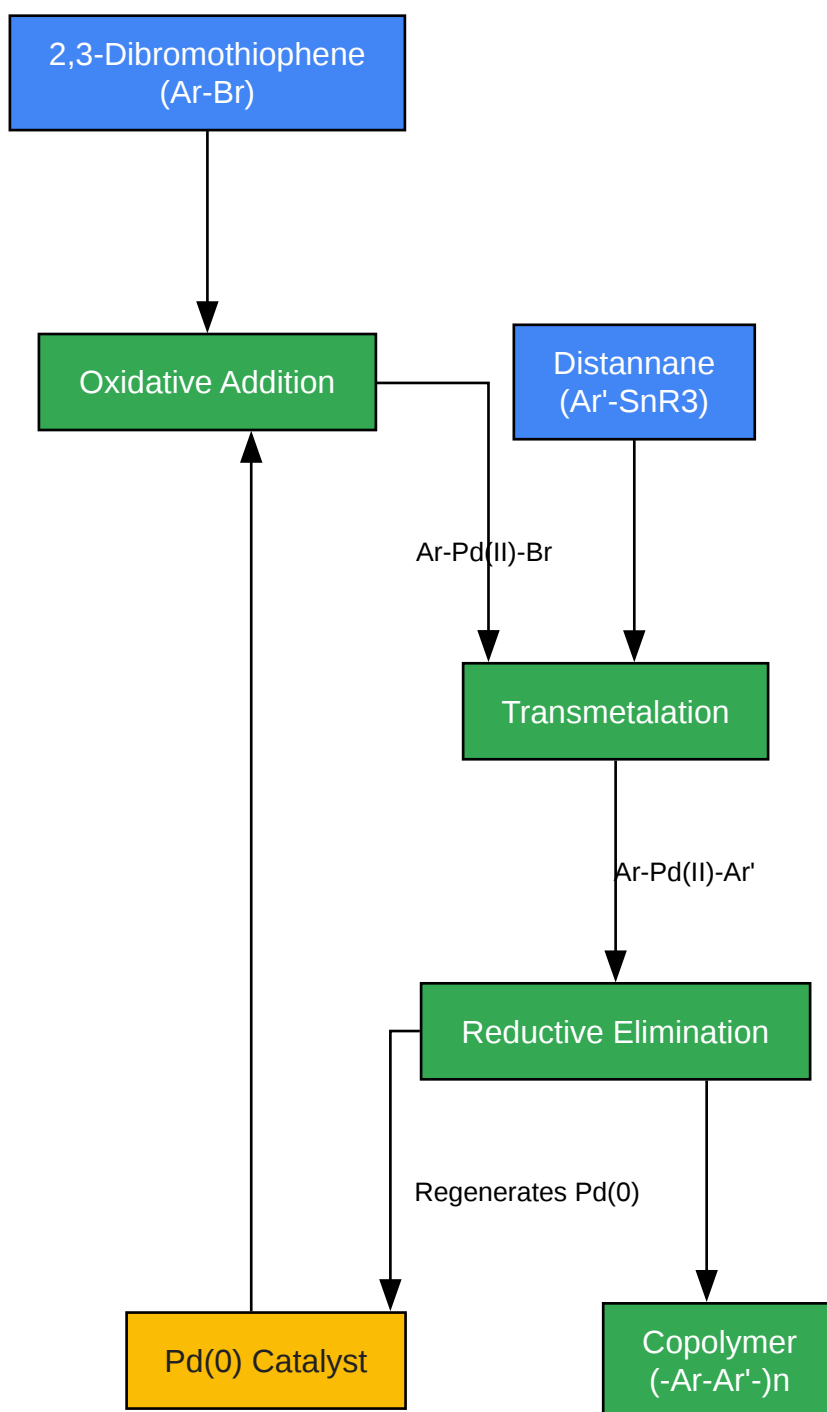 2,3-Dibromothiophene
(Ar-Br)
Oxidative Addition
Distannane
(Ar'-SnR3)
Ar-Pd(II)-Br
Transmetalation
Ar-Pd(II)-Ar'
Reductive Elimination
Regenerates Pd(0)
Pd(0) Catalyst
Copolymer
(-Ar-Ar'-)n